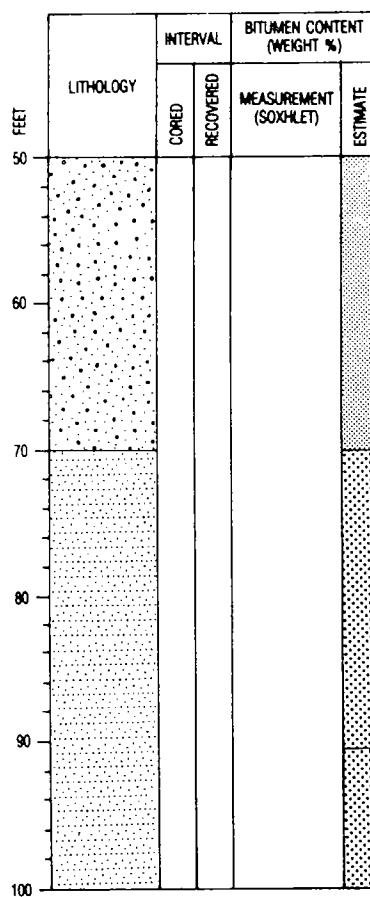 FEET
LITHOLOGY
INTERVAL
CORED
RECOVERED
BITUMEN CONTENT
(WEIGHT %)
MEASUREMENT
(SOXHLET)
ESTIMATE
50
60
70
80
90
100